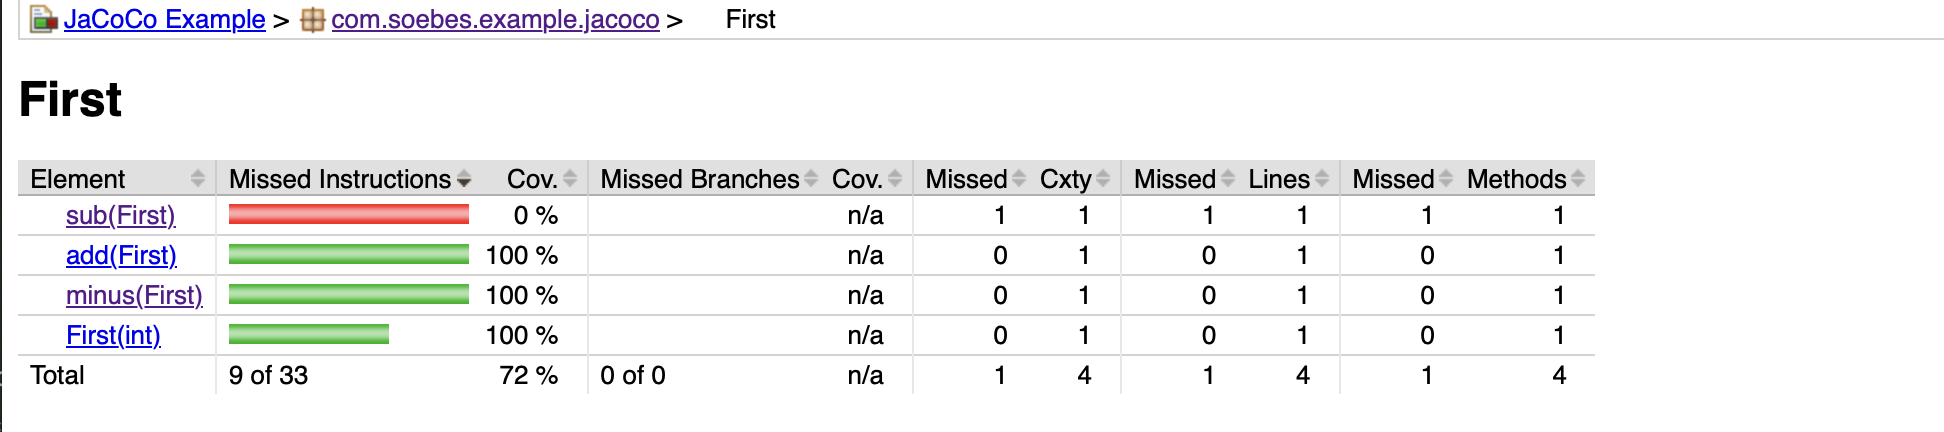 JaCoCo Example > com.soebes.example.jacoco > First
First
Element Missed Instructions Cov. Missed Branches Cov. Missed Cxty Missed Lines Missed Methods
sub(First) 0 % n/a 1 1 1 1 1 1
add(First) 100 % n/a 0 1 0 1 0 1
minus(First) 100 % n/a 0 1 0 1 0 1
First(int) 100 % n/a 0 1 0 1 0 1
Total 9 of 33 72 % 0 of 0 n/a 1 4 1 4 1 4